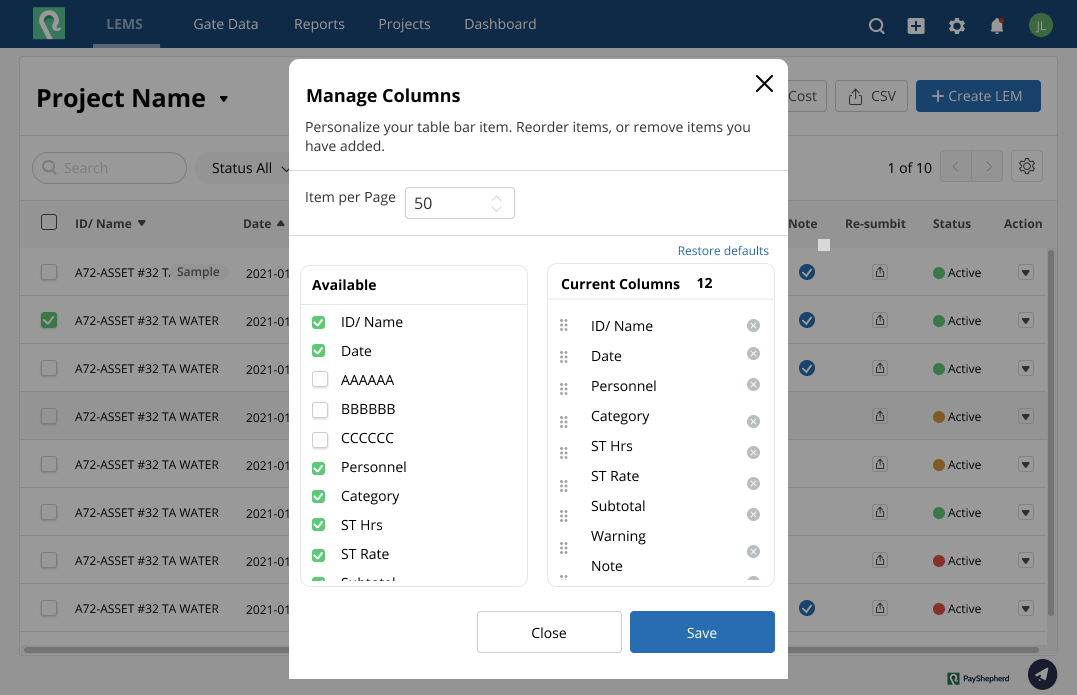 LEMS Gate Data Reports Projects Dashboard JL
Project Name
Cost CSV + Create LEM
Search Status All 1 of 10
ID/ Name Date Note Re-sumbit Status Action
A72-ASSET #32 T. Sample 2021-01 Active
A72-ASSET #32 TA WATER 2021-01 Active
A72-ASSET #32 TA WATER 2021-01 Active
A72-ASSET #32 TA WATER 2021-01 Active
A72-ASSET #32 TA WATER 2021-01 Active
A72-ASSET #32 TA WATER 2021-01 Active
A72-ASSET #32 TA WATER 2021-01 Active
A72-ASSET #32 TA WATER 2021-01 Active
Manage Columns
Personalize your table bar item. Reorder items, or remove items you
have added.
Item per Page 50
Restore defaults
Available
ID/ Name
Date
AAAAAA
BBBBBB
CCCCCC
Personnel
Category
ST Hrs
ST Rate
Subtotal
Current Columns 12
ID/ Name
Date
Personnel
Category
ST Hrs
ST Rate
Subtotal
Warning
Note
Close Save
PayShepherd